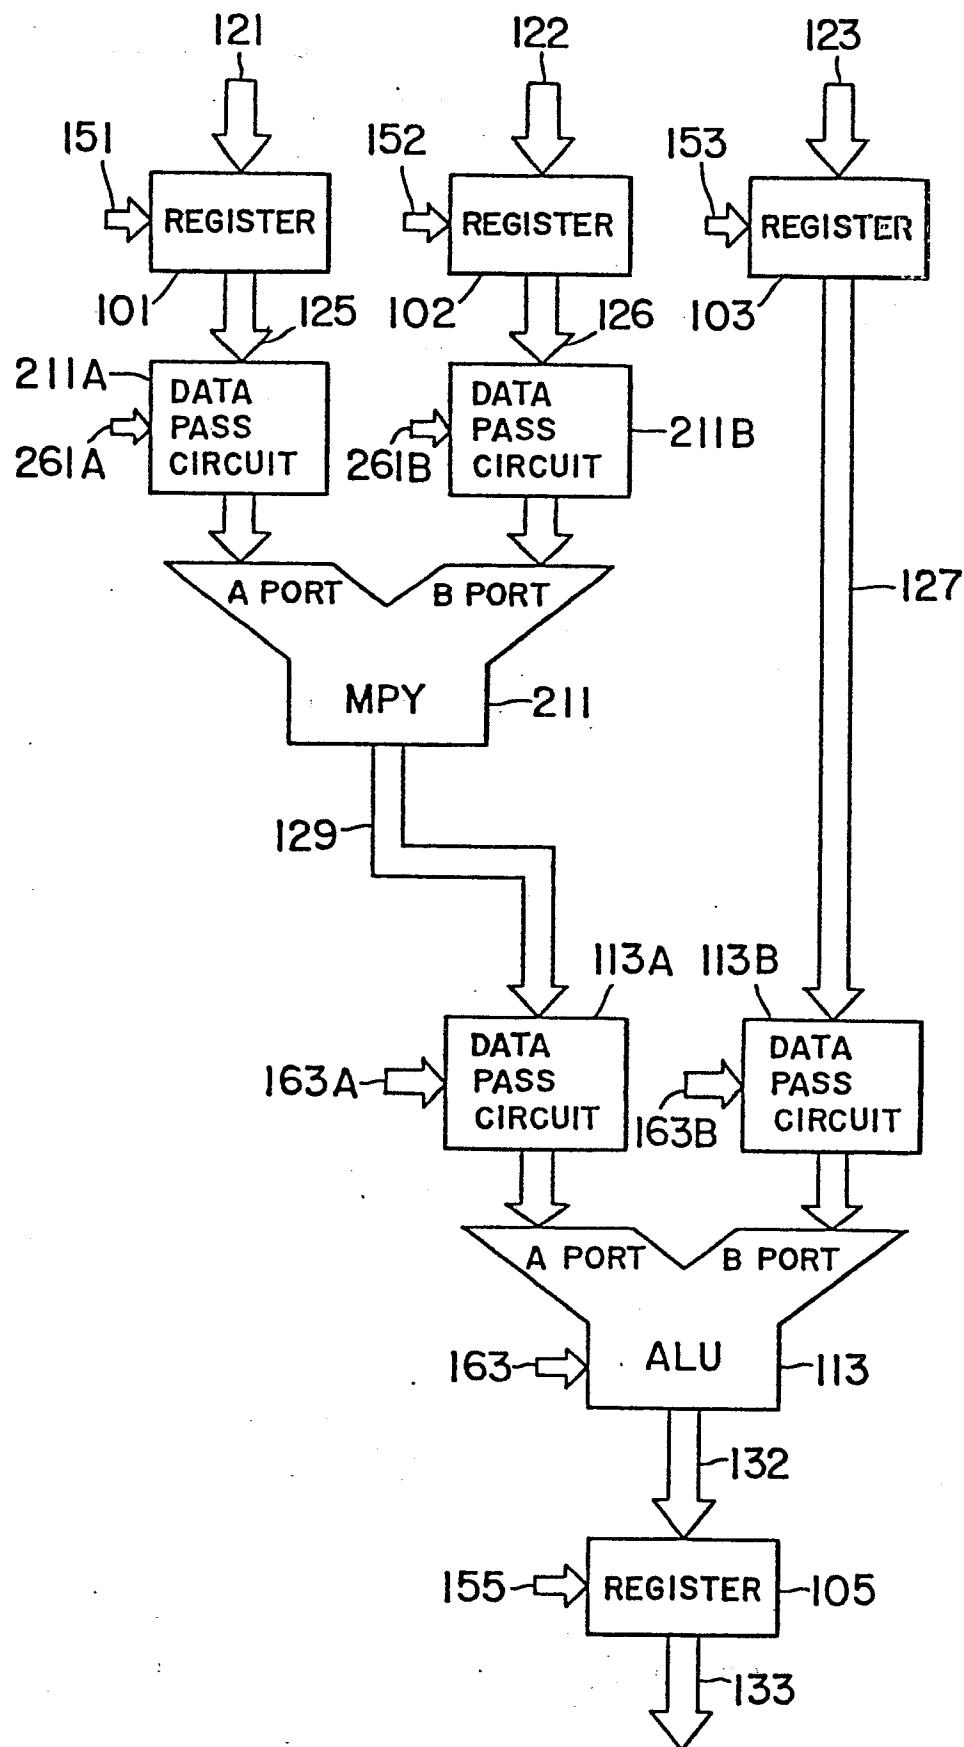 121 122 123
151 152 153
REGISTER REGISTER REGISTER
101 125 102 126 103
211A DATA PASS CIRCUIT
261A
DATA PASS CIRCUIT 211B
261B
A PORT B PORT
127
MPY 211
129
113A 113B
163A DATA PASS CIRCUIT
163B DATA PASS CIRCUIT
A PORT B PORT
163 ALU 113
132
155 REGISTER 105
133